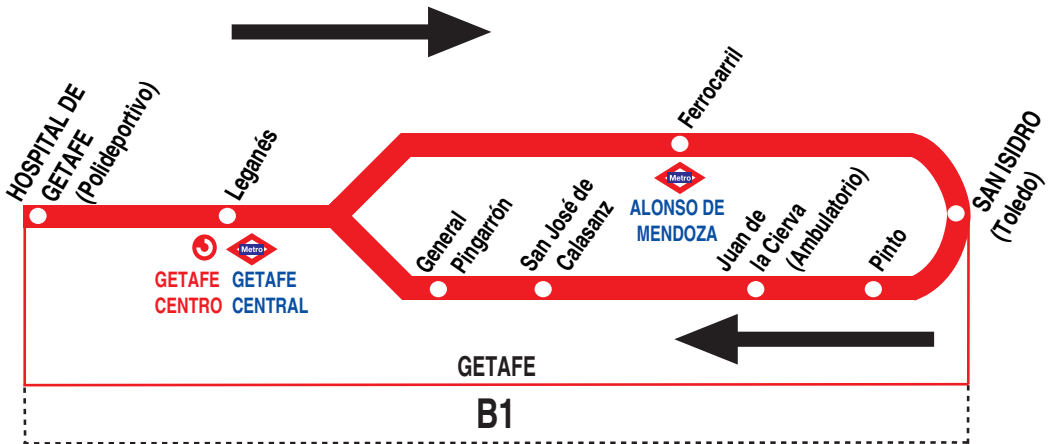 HOSPITAL DE
GETAFE
(Polideportivo)
Leganés
Metro
GETAFE
CENTRO
GETAFE
CENTRAL
Ferrocarril
Metro
ALONSO DE
MENDOZA
SAN ISIDRO
(Toledo)
General
Pingarrón
San José de
Calasanz
Juan de
la Cierva
(Ambulatorio)
Pinto
GETAFE
B1